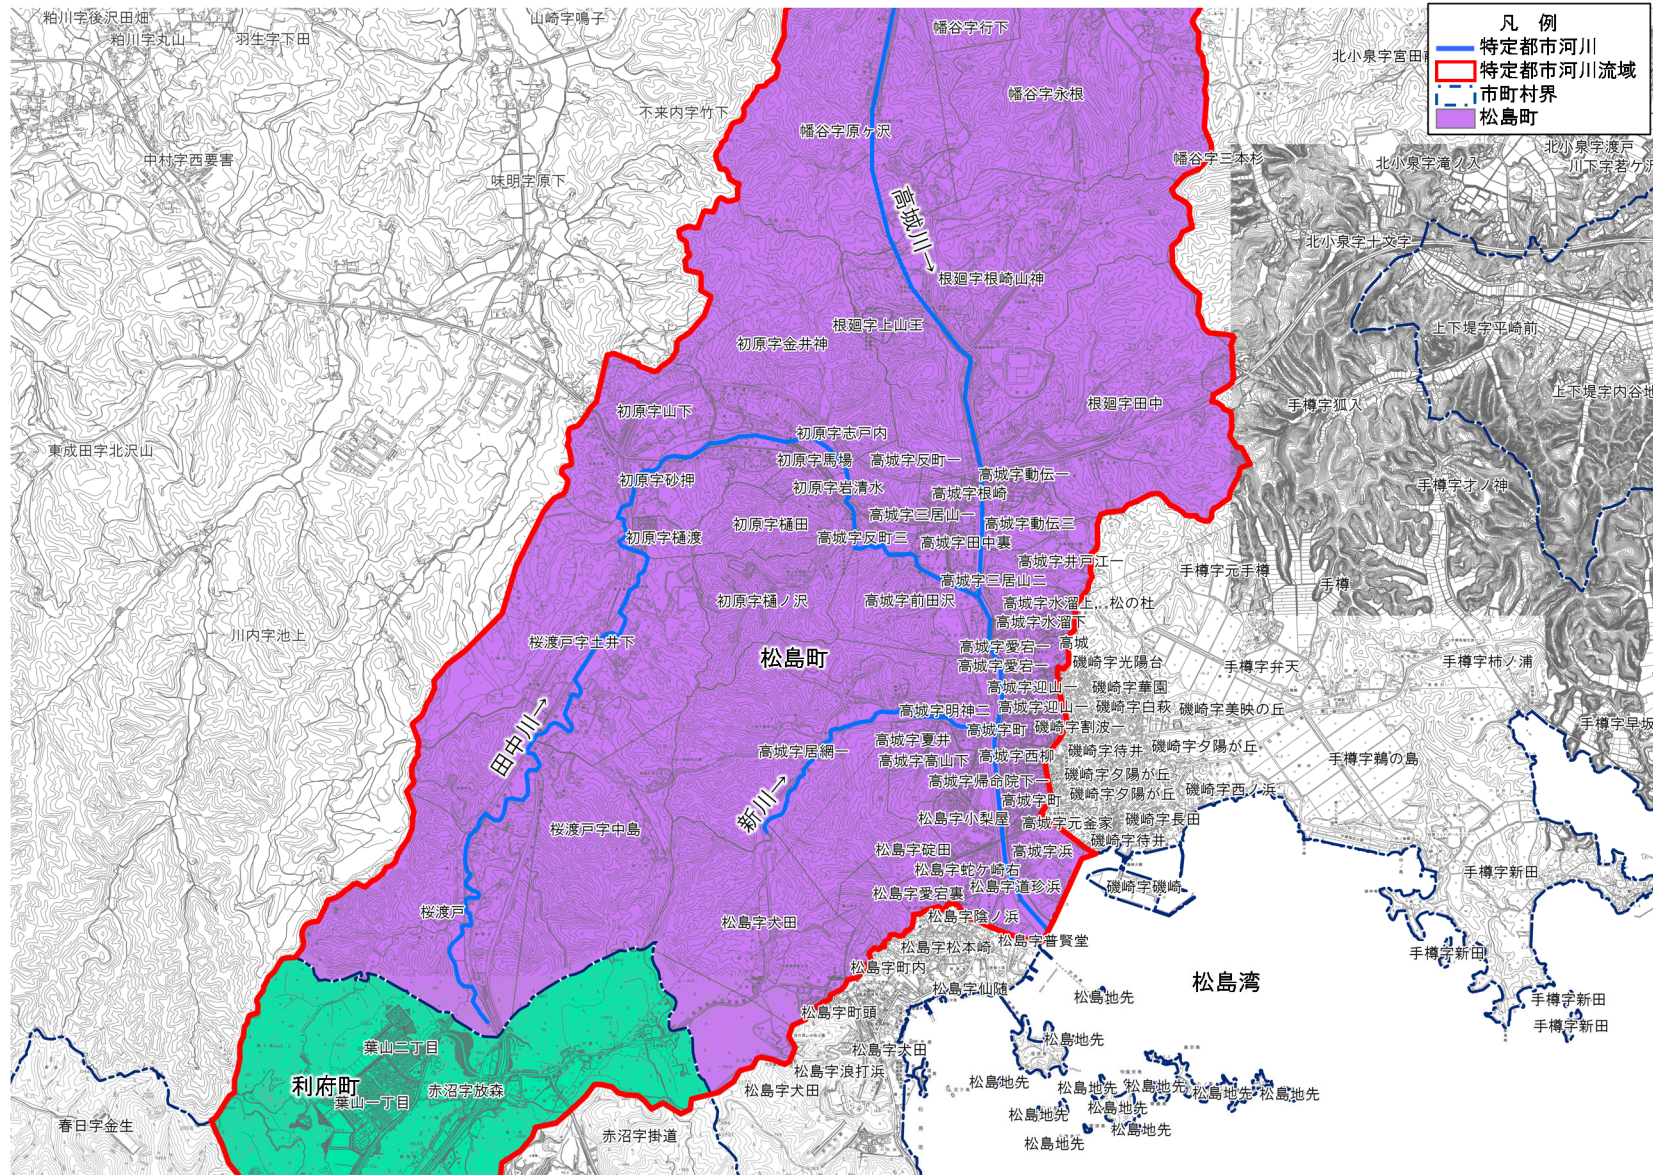 凡 例
特定都市河川
特定都市河川流域
市町村界
松島町
粕川字後沢田畑
山崎字鳴子
粕川字丸山
羽生字下田
幡谷字行下
北小泉字宮田前
不来内字竹下
幡谷字永根
幡谷字原ヶ沢
中村字西要害
味明字原下
幡谷字三本杉
北小泉字滝ノ入
北小泉字渡戸
川下字茗ケ沢
高城川→
北小泉字十文字
根廻字根崎山神
根廻字上山王
初原字金井神
上下堤字平崎前
上下堤字内谷地
初原字山下
根廻字田中
手樽字狐入
東成田字北沢山
初原字志戸内
初原字馬場
高城字反町一
初原字砂押
高城字動伝一
初原字岩清水
高城字根崎
手樽字才ノ神
高城字三居山一
初原字樋田
高城字動伝三
初原字樋渡
高城字反町三
高城字田中裏
高城字井戸江一
手樽字元手樽
手樽
高城字三居山二
初原字樋ノ沢
高城字前田沢
高城字水溜上
松の杜
高城字水溜下
川内字池上
桜渡戸字土井下
高城字愛宕一
高城
松島町
高城字愛宕一
磯崎字光陽台
手樽字弁天
手樽字柿ノ浦
高城字迎山一
磯崎字華園
高城字明神二
高城字迎山一
磯崎字白萩
磯崎字美映の丘
手樽字早坂
田中川→
高城字町
磯崎字割波一
高城字居網一
高城字夏井
高城字高山下
高城字西柳
磯崎字待井
磯崎字夕陽が丘
手樽字鵜の島
高城字帰命院下一
磯崎字夕陽が丘
磯崎字夕陽が丘
磯崎字西ノ浜
新川→
高城字町
桜渡戸字中島
松島字小梨屋
高城字元釜家
磯崎字長田
磯崎字待井
松島字碇田
高城字浜
松島字蛇ケ崎右
手樽字新田
松島字愛宕裏
松島字道珍浜
磯崎字磯崎
桜渡戸
松島字犬田
松島字陰ノ浜
松島字松本崎
松島字普賢堂
手樽字新田
松島字町内
松島湾
松島字仙随
松島地先
手樽字新田
松島字町頭
手樽字新田
葉山二丁目
松島字犬田
松島地先
利府町
赤沼字放森
松島字浪打浜
松島字犬田
松島地先
松島地先
松島地先
松島地先
松島地先
葉山一丁目
松島地先
松島地先
春日字金生
赤沼字掛道
松島地先
松島地先